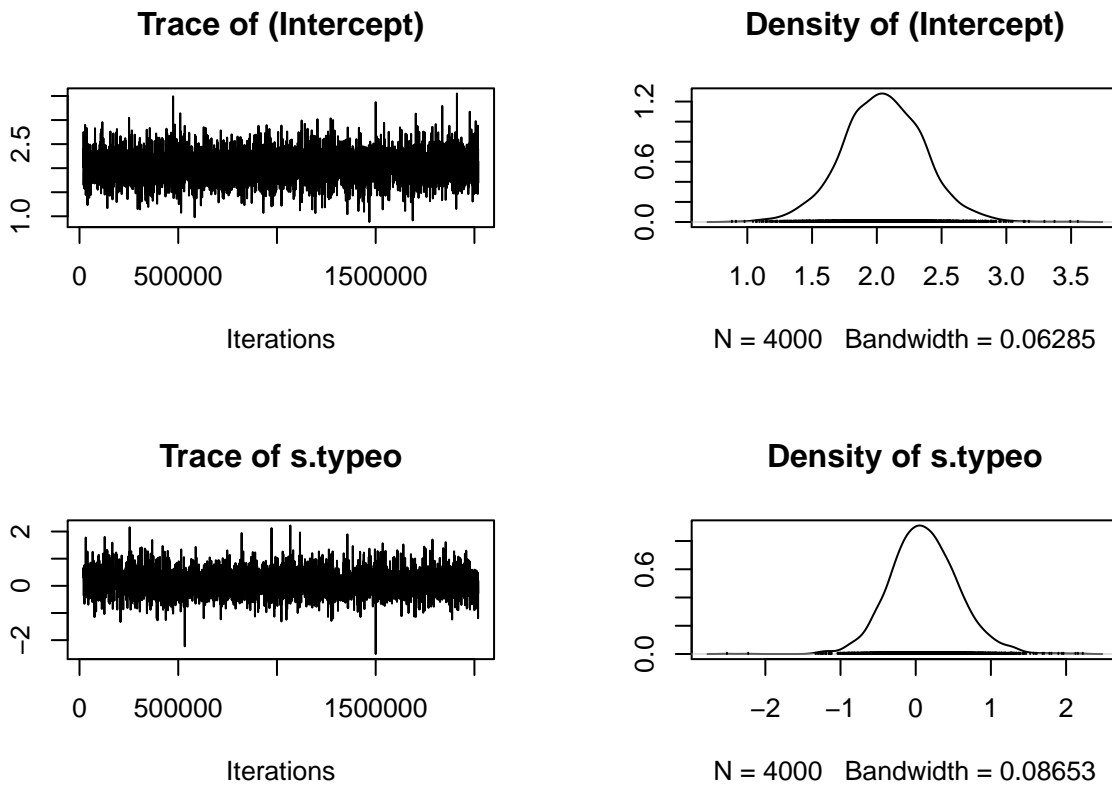 Trace of (Intercept)
1.0 2.5
0 500000 1500000
Iterations
Density of (Intercept)
0.0 0.6 1.2
1.0 1.5 2.0 2.5 3.0 3.5
N = 4000 Bandwidth = 0.06285
Trace of s.typeo
−2 0 2
0 500000 1500000
Iterations
Density of s.typeo
0.0 0.6
−2 −1 0 1 2
N = 4000 Bandwidth = 0.08653